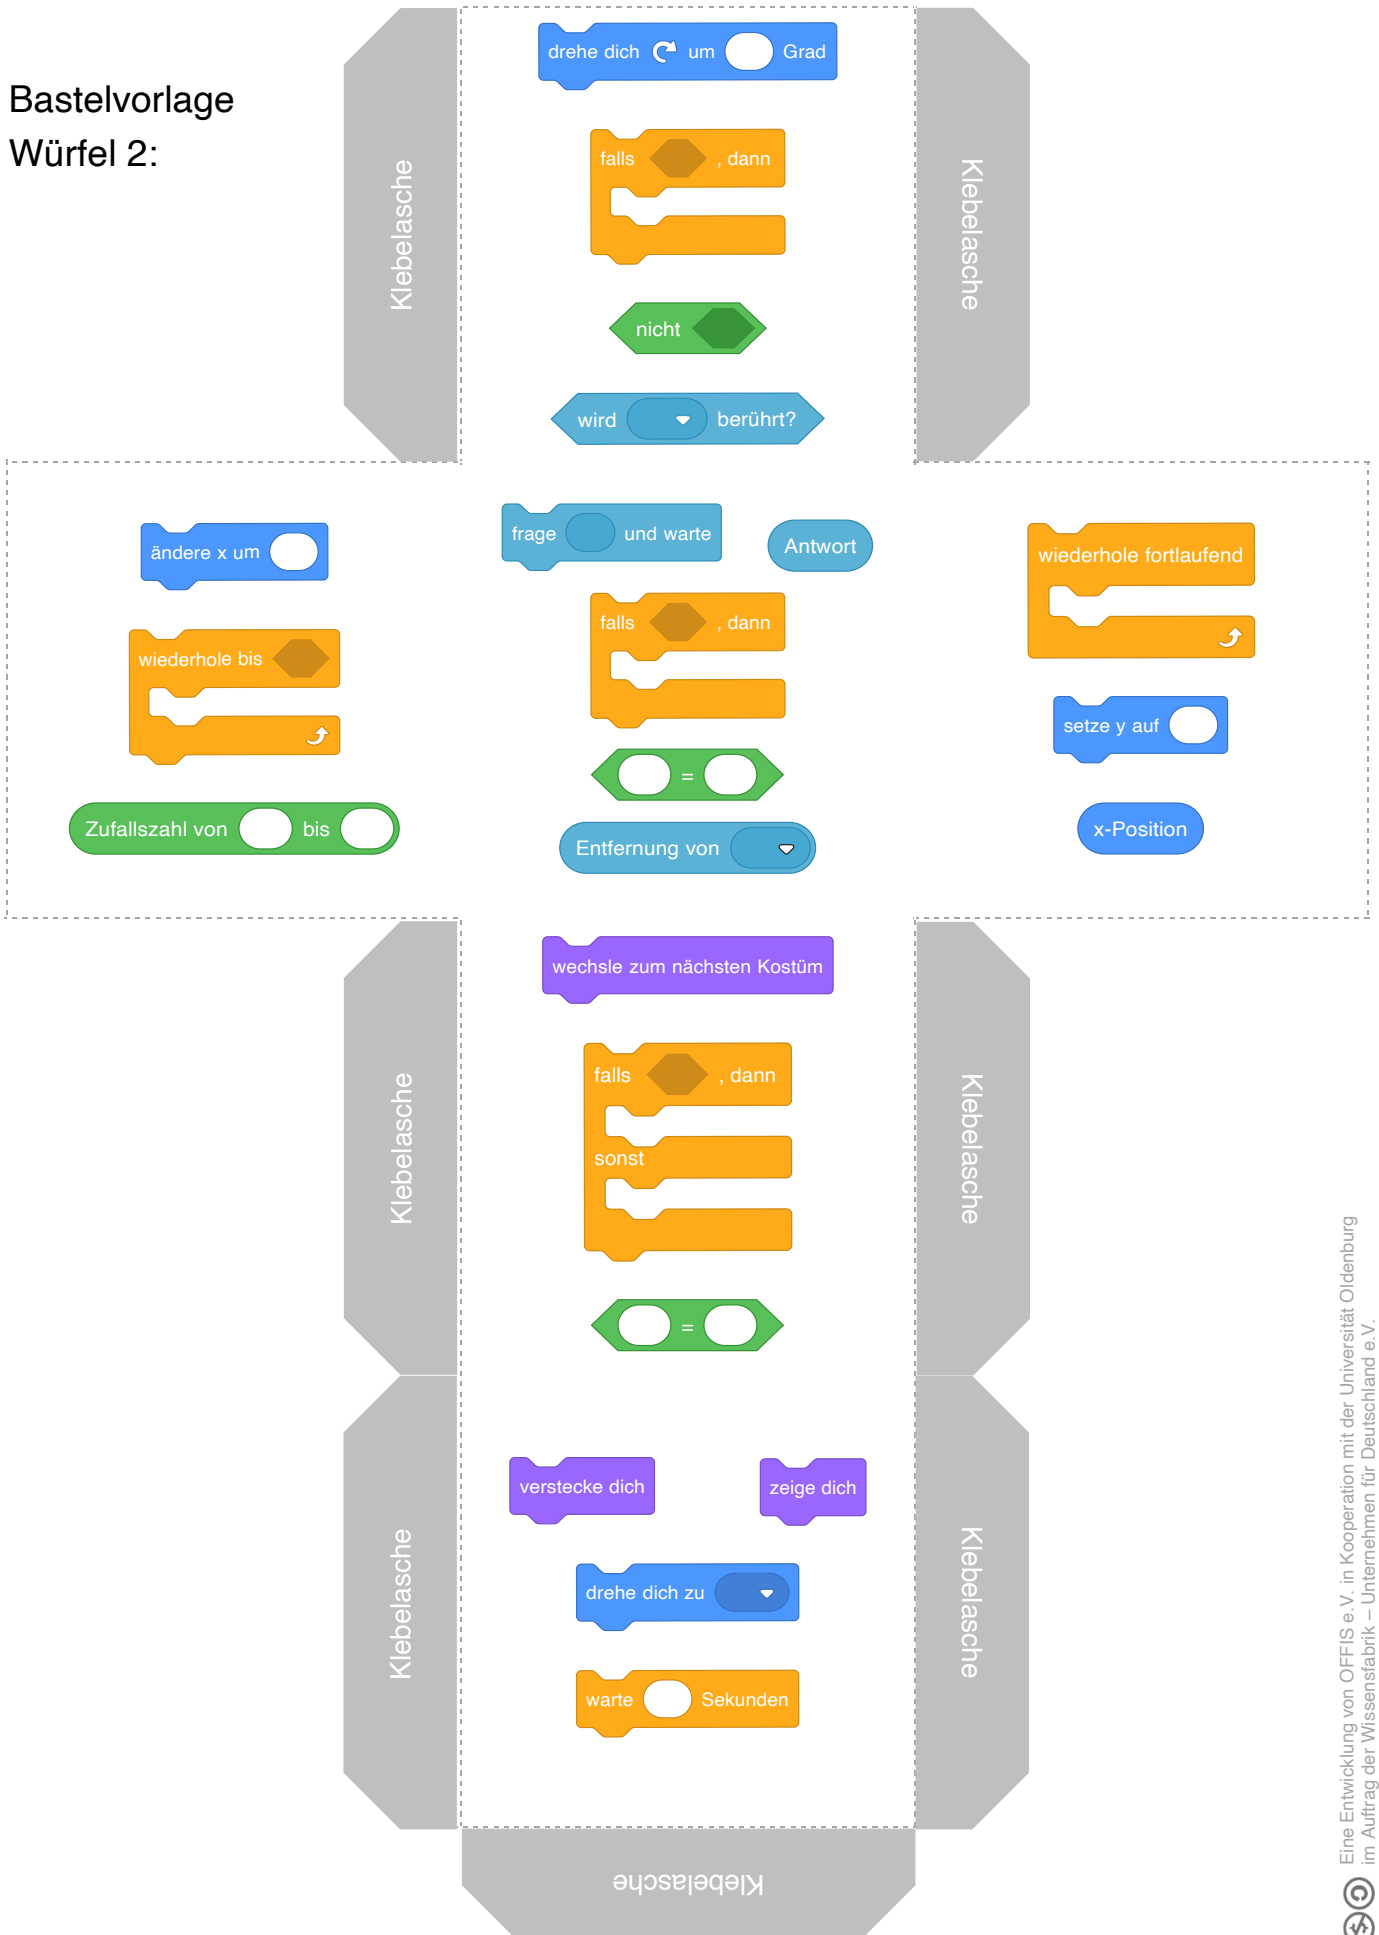 Bastelvorlage
Würfel 2:
Klebelasche
drehe dich um Grad
falls , dann
nicht
wird berührt?
Klebelasche
ändere x um
wiederhole bis
Zufallszahl von bis
frage und warte
Antwort
falls , dann
=
Entfernung von
wiederhole fortlaufend
setze y auf
x-Position
Klebelasche
wechsle zum nächsten Kostüm
falls , dann
sonst
=
Klebelasche
Klebelasche
verstecke dich
zeige dich
drehe dich zu
warte Sekunden
Klebelasche
Klebelasche
Eine Entwicklung von OFFIS e.V. in Kooperation mit der Universität Oldenburg
im Auftrag der Wissensfabrik – Unternehmen für Deutschland e.V.